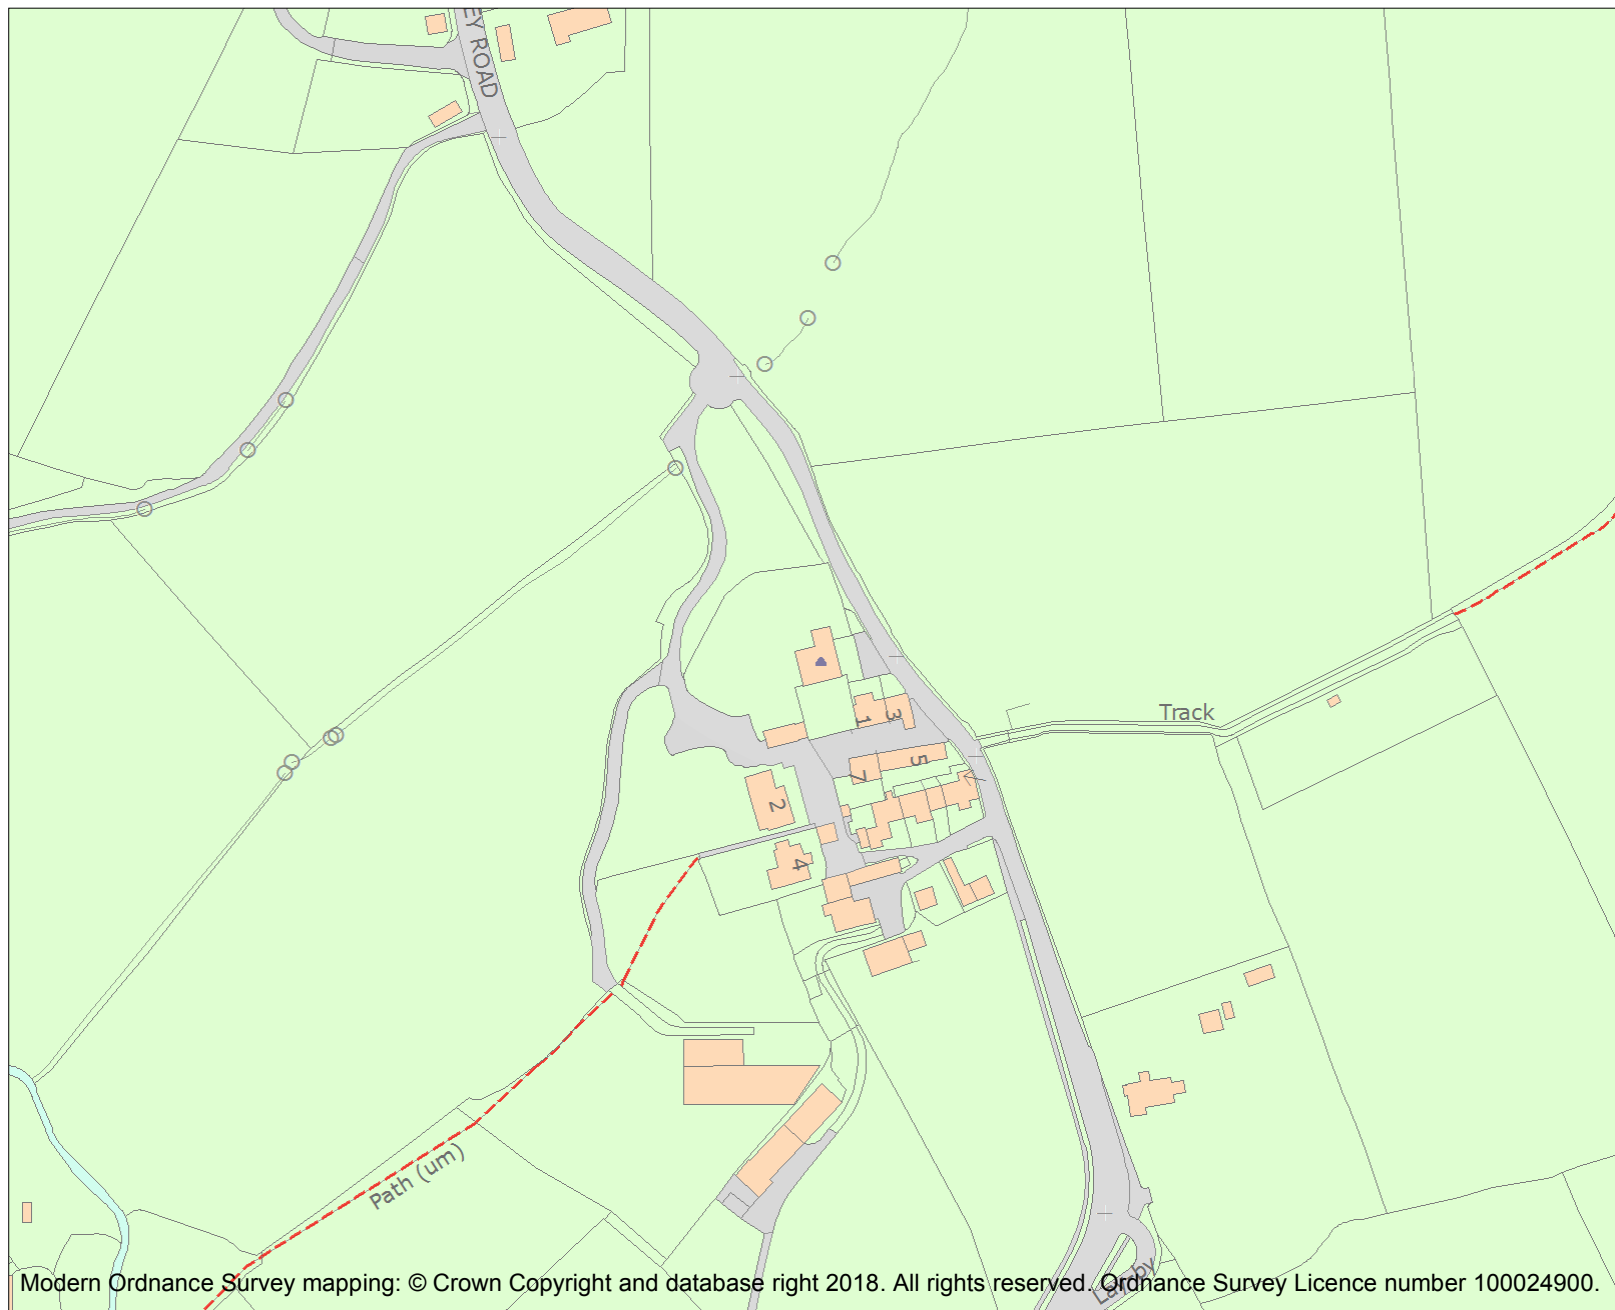 EY ROAD
Track
1
3
5
7
2
4
Path (um)
Modern Ordnance Survey mapping: © Crown Copyright and database right 2018. All rights reserved. Ordnance Survey Licence number 100024900.